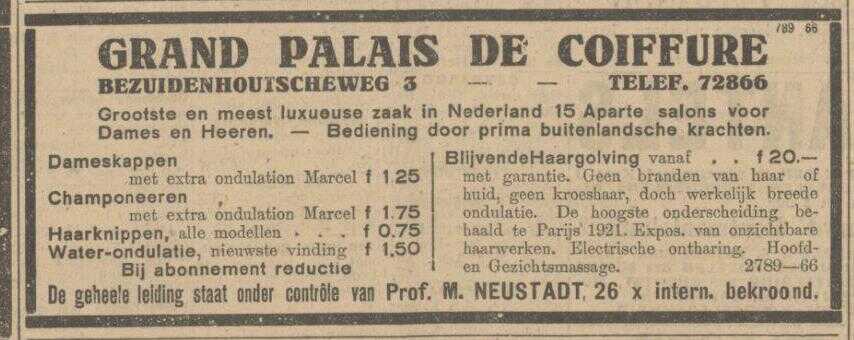 789 66
GRAND PALAIS DE COIFFURE
BEZUIDENHOUTSCHEWEG 3 — — TELEF. 72866
Grootste en meest luxueuse zaak in Nederland 15 Aparte salons voor
Dames en Heeren. — Bediening door prima buitenlandsche krachten.
Dameskappen
met extra ondulation Marcel f 1.25
Championeeren
met extra ondulation Marcel f 1.75
Haarknippen, alle modellen . . . f 0.75
Water-ondulatie, nieuwste vinding f 1.50
Bij abonnement reductie
Blijvende Haargolving vanaf . . f 20.—
met garantie. Geen branden van haar of
huid, geen kroeshaar, doch werkelijk breede
ondulatie. De hoogste onderscheiding be-
haald te Parijs 1921. Expos. van onzichtbare
haarwerken. Electrische ontharing. Hoofd-
en Gezichtsmassage. 2789—66
De geheele leiding staat onder contrôle van Prof. M. NEUSTADT, 26 x intern. bekroond.